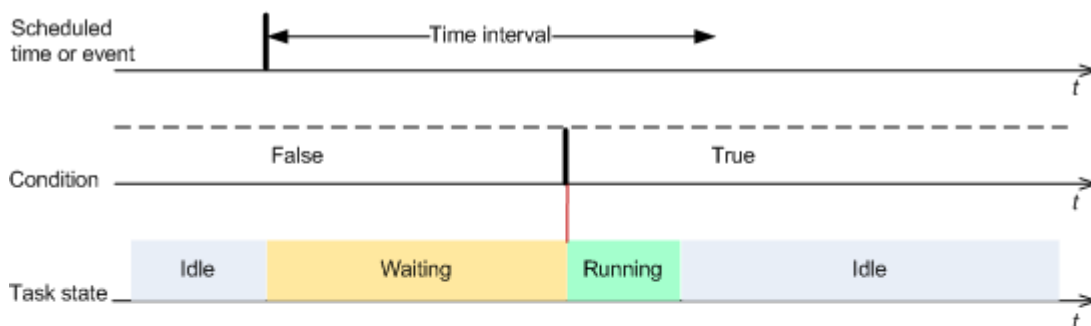 Scheduled
time or event
Time interval
t
False
True
Condition
t
Idle
Waiting
Running
Idle
Task state
t